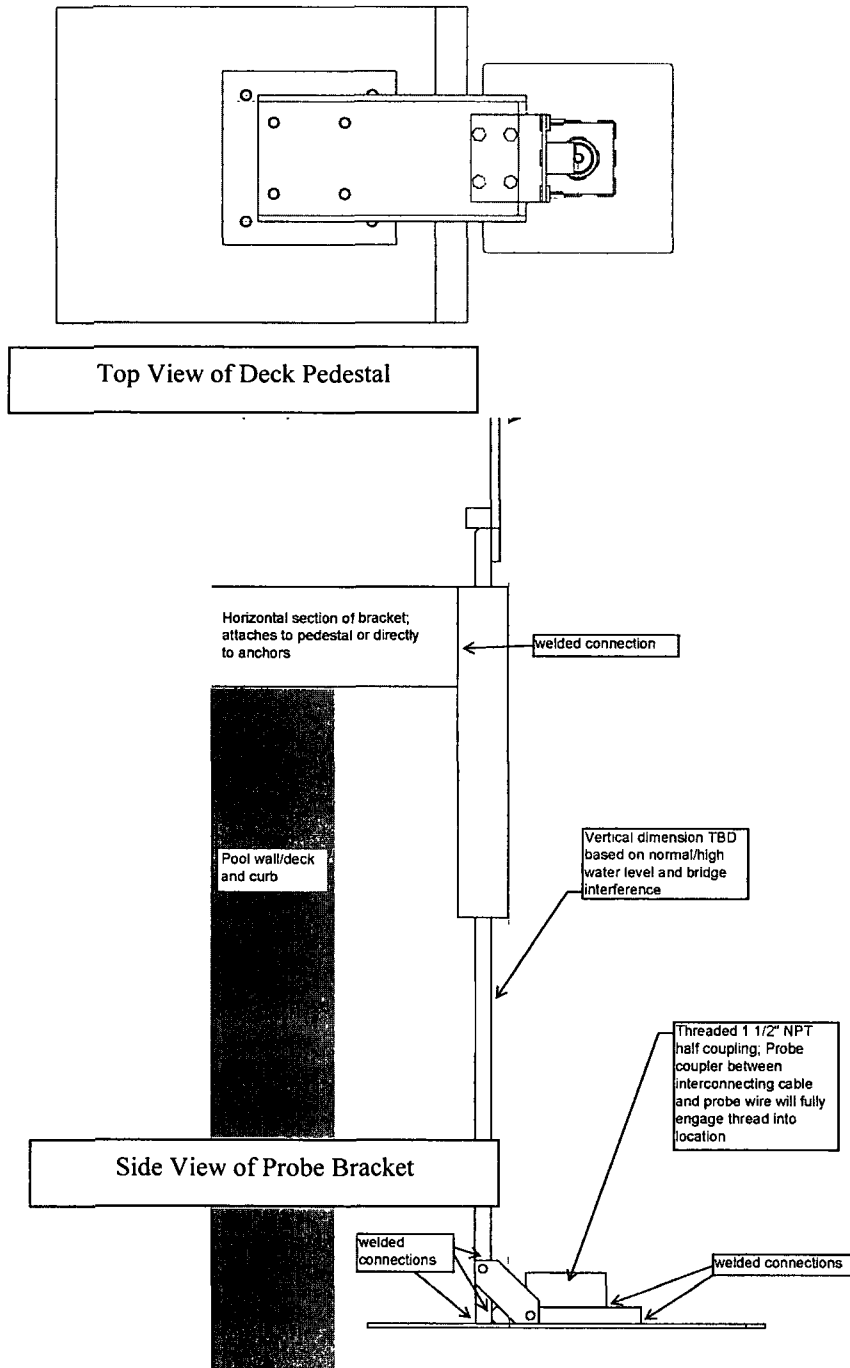 Top View of Deck Pedestal
Horizontal section of bracket;
attaches to pedestal or directly
to anchors
welded connection
Pool wall/deck
and curb
Vertical dimension TBD
based on normal/high
water level and bridge
interference
Threaded 1 1/2" NPT
half coupling; Probe
coupler between
interconnecting cable
and probe wire will fully
engage thread into
location
Side View of Probe Bracket
welded
connections
welded connections